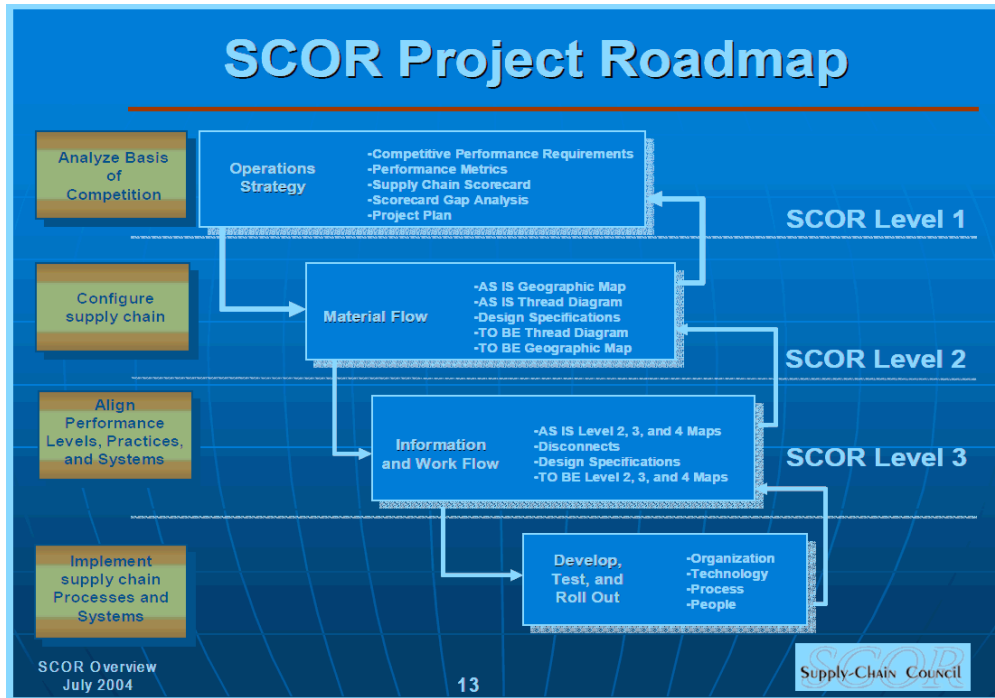 SCOR Project Roadmap
Analyze Basis
of
Competition
Operations
Strategy
-Competitive Performance Requirements
-Performance Metrics
-Supply Chain Scorecard
-Scorecard Gap Analysis
-Project Plan
SCOR Level 1
Configure
supply chain
Material Flow
-AS IS Geographic Map
-AS IS Thread Diagram
-Design Specifications
-TO BE Thread Diagram
-TO BE Geographic Map
SCOR Level 2
Align
Performance
Levels, Practices,
and Systems
Information
and Work Flow
-AS IS Level 2, 3, and 4 Maps
-Disconnects
-Design Specifications
-TO BE Level 2, 3, and 4 Maps
SCOR Level 3
Implement
supply chain
Processes and
Systems
Develop,
Test, and
Roll Out
-Organization
-Technology
-Process
-People
SCOR Overview
July 2004
13
SCOR
Supply-Chain Council